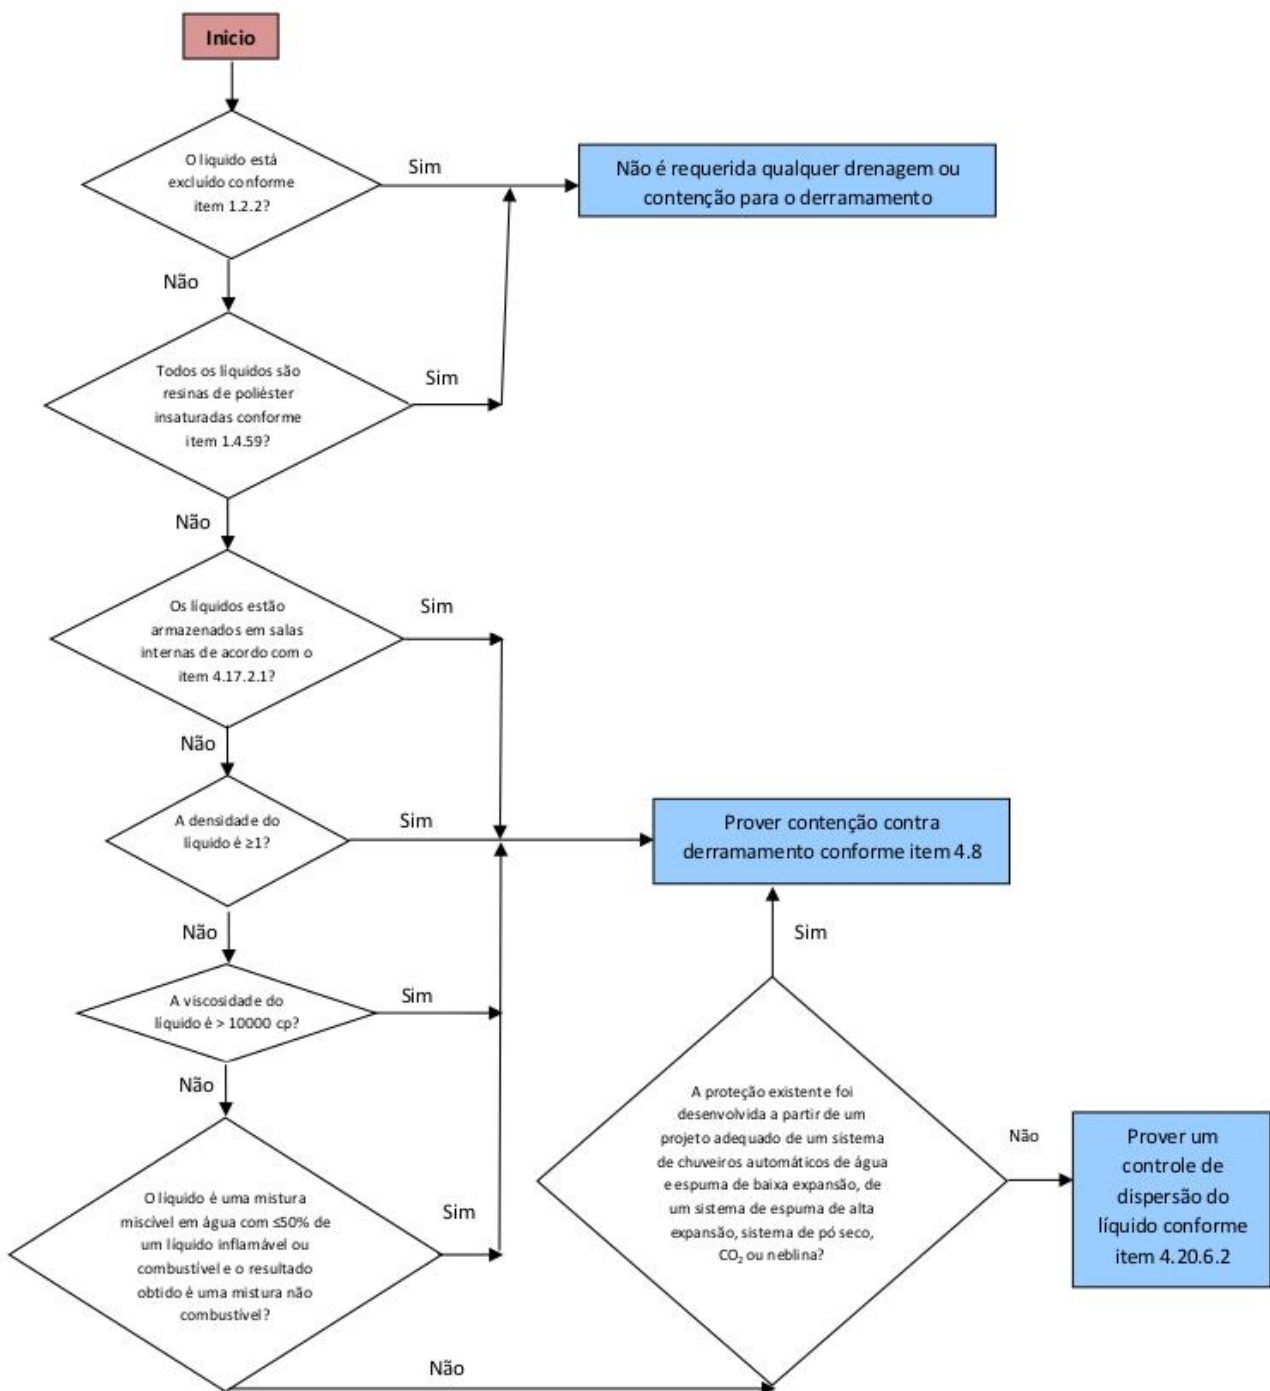 Inicio
O líquido está
excluído conforme
item 1.2.2?
Sim
Não é requerida qualquer drenagem ou
contenção para o derramamento
Não
Todos os líquidos são
resinas de poliéster
insaturadas conforme
item 1.4.59?
Sim
Não
Os líquidos estão
armazenados em salas
internas de acordo com o
item 4.17.2.1?
Sim
Não
A densidade do
líquido é ≥1?
Sim
Prover contenção contra
derramamento conforme item 4.8
Não
Sim
A viscosidade do
líquido é > 10000 cp?
Sim
Não
A proteção existente foi
desenvolvida a partir de um
projeto adequado de um sistema
de chuveiros automáticos de água
e espuma de baixa expansão, de
um sistema de espuma de alta
expansão, sistema de pó seco,
CO₂ ou neblina?
Não
Prover um
controle de
dispersão do
líquido conforme
item 4.20.6.2
O líquido é uma mistura
miscível em água com ≤50% de
um líquido inflamável ou
combustível e o resultado
obtido é uma mistura não
combustível?
Sim
Não